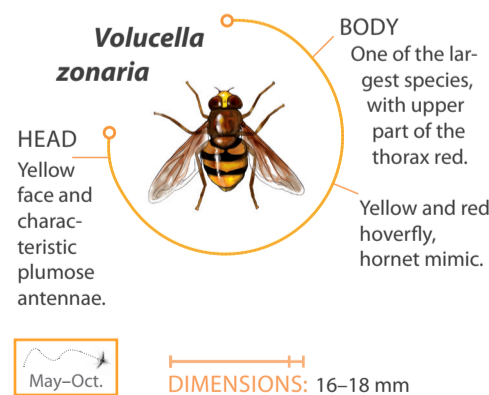 Volucella
zonaria
BODY
One of the lar-
gest species,
with upper
part of the
thorax red.
HEAD
Yellow
face and
charac-
teristic
plumose
antennae.
Yellow and red
hoverfly,
hornet mimic.
May–Oct.
DIMENSIONS: 16–18 mm